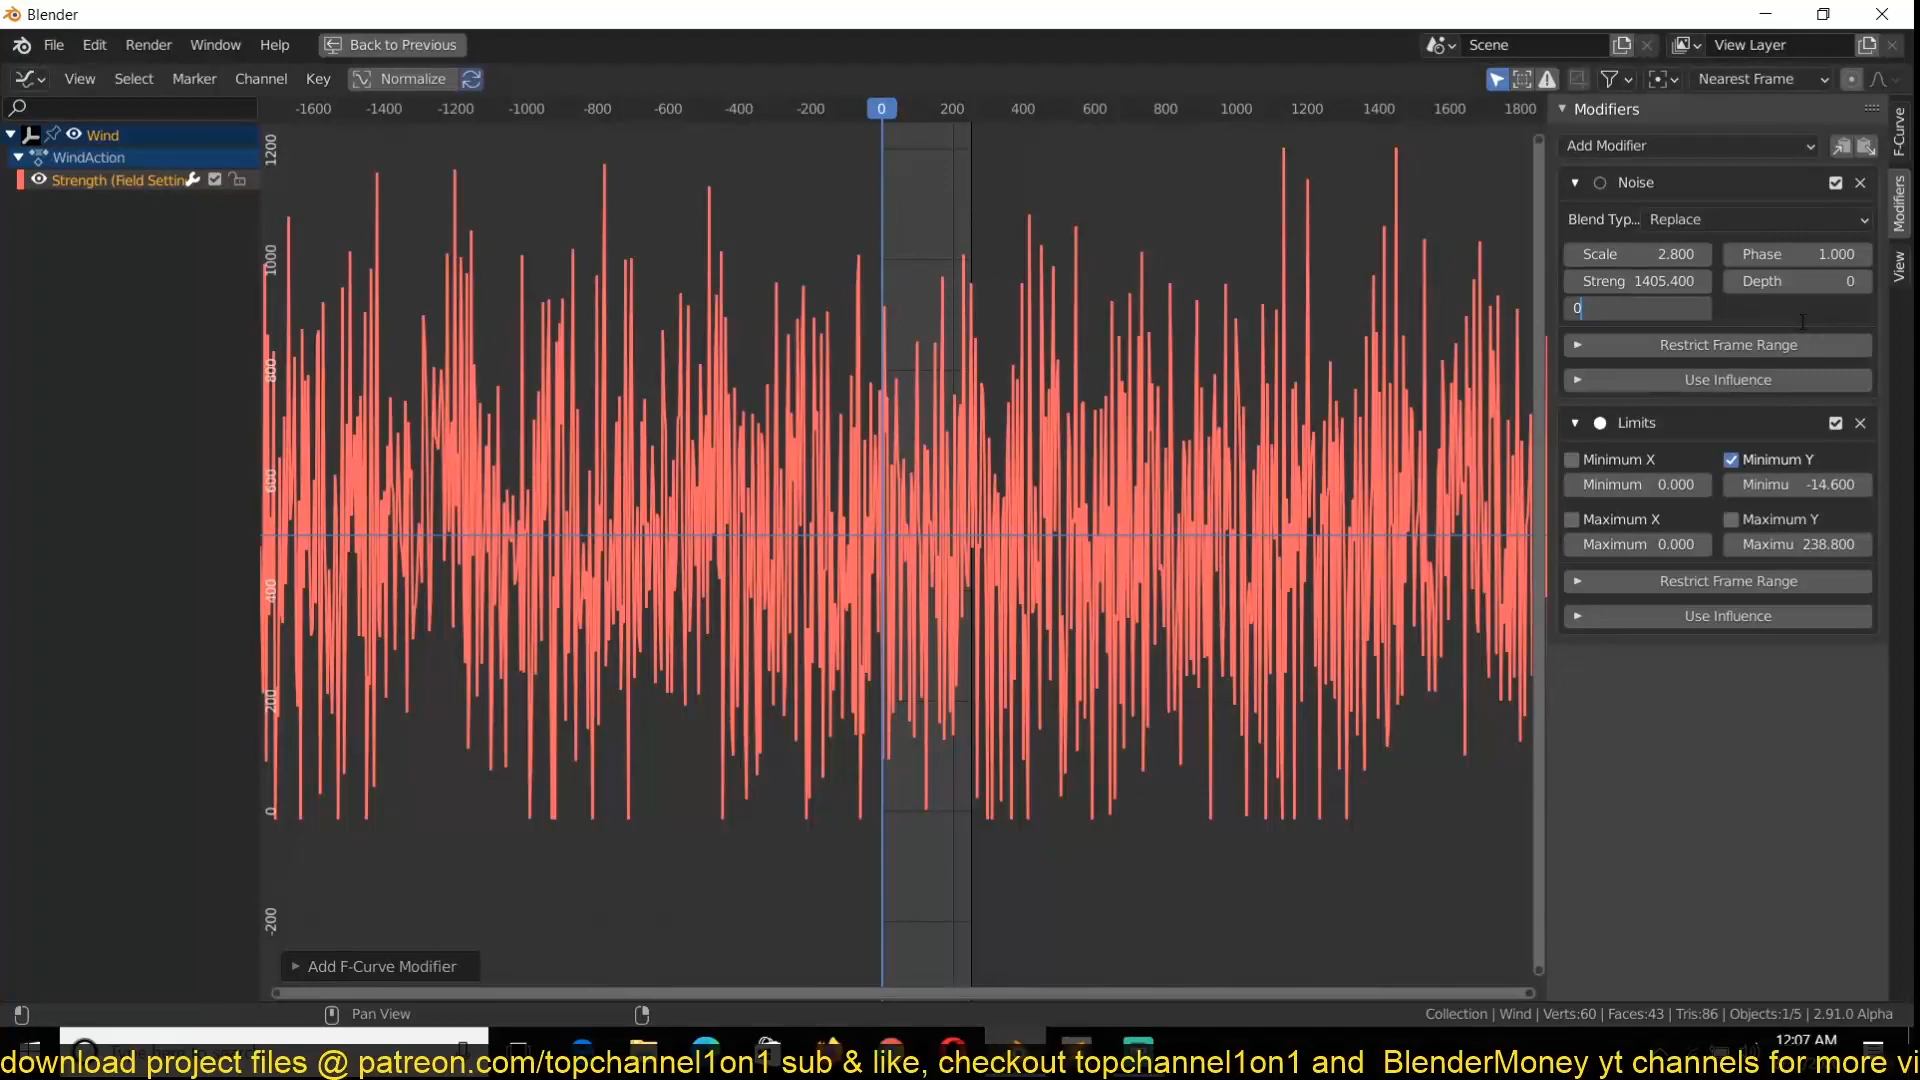 Blender
File Edit Render Window Help Back to Previous Scene View Layer
View Select Marker Channel Key Normalize Nearest Frame
-1600 -1400 -1200 -1000 -800 -600 -400 -200 0 200 400 600 800 1000 1200 1400 1600 1800
Wind
WindAction
Strength (Field Settin
1200
1000
800
600
400
200
0
-200
Modifiers
Add Modifier
Noise
Blend Typ... Replace
Scale 2.800 Phase 1.000
Streng 1405.400 Depth 0
0
Restrict Frame Range
Use Influence
Limits
Minimum X Minimum Y
Minimum 0.000 Minimu -14.600
Maximum X Maximum Y
Maximum 0.000 Maximu 238.800
Restrict Frame Range
Use Influence
F-Curve
Modifiers
View
Add F-Curve Modifier
Pan View
Collection | Wind | Verts:60 | Faces:43 | Tris:86 | Objects:1/5 | 2.91.0 Alpha
12:07 AM
download project files @ patreon.com/topchannel1on1 sub & like, checkout topchannel1on1 and BlenderMoney yt channels for more vi